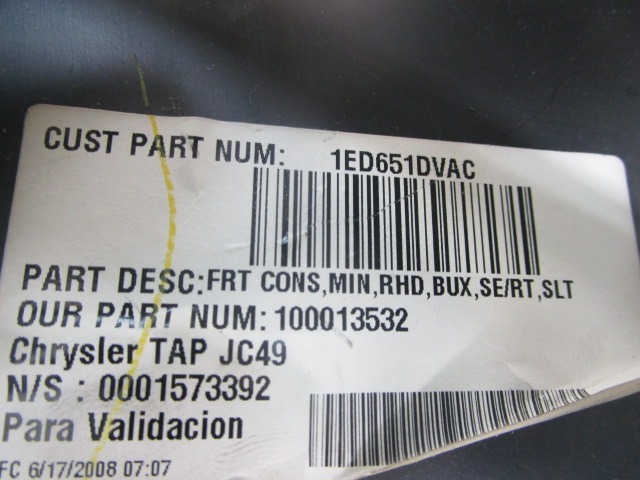 CUST PART NUM: 1ED651DVAC
PART DESC:FRT CONS,MIN,RHD,BUX,SE/RT,SLT
OUR PART NUM: 100013532
Chrysler TAP JC49
N/S : 0001573392
Para Validacion
FC 6/17/2008 07:07